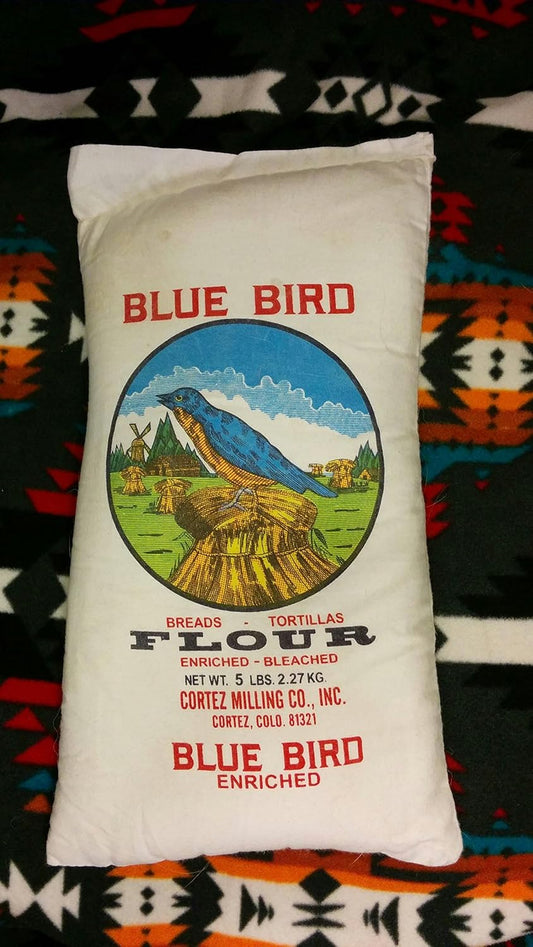 BLUE BIRD
BREADS - TORTILLAS
FLOUR
ENRICHED - BLEACHED
NET WT. 5 LBS. 2.27 KG.
CORTEZ MILLING CO., INC.
CORTEZ, COLO. 81321
BLUE BIRD
ENRICHED